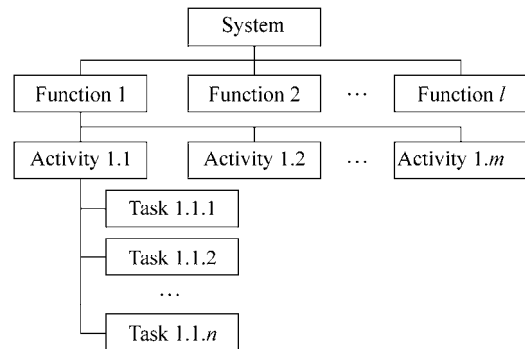 System
Function 1 Function 2 ... Function l
Activity 1.1 Activity 1.2 ... Activity 1.m
Task 1.1.1
Task 1.1.2
...
Task 1.1.n